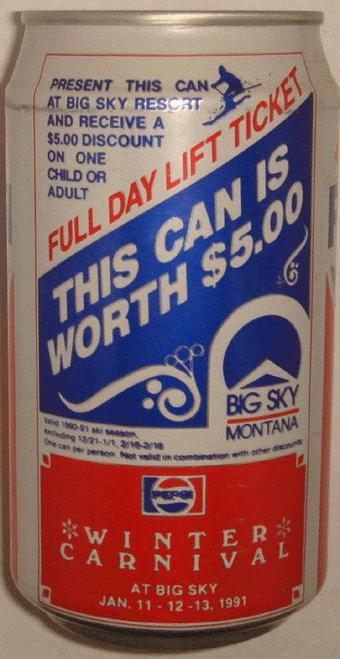 PRESENT THIS CAN
AT BIG SKY RESORT
AND RECEIVE A
$5.00 DISCOUNT
ON ONE
CHILD OR
ADULT
FULL DAY LIFT TICKET
THIS CAN IS
WORTH $5.00
BIG SKY
MONTANA
Valid 1990-91 ski season,
excluding 12/21-1/1, 2/16-2/18
One can per person. Not valid in combination with other discounts
PEPSI
WINTER
CARNIVAL
AT BIG SKY
JAN. 11 - 12 -13, 1991